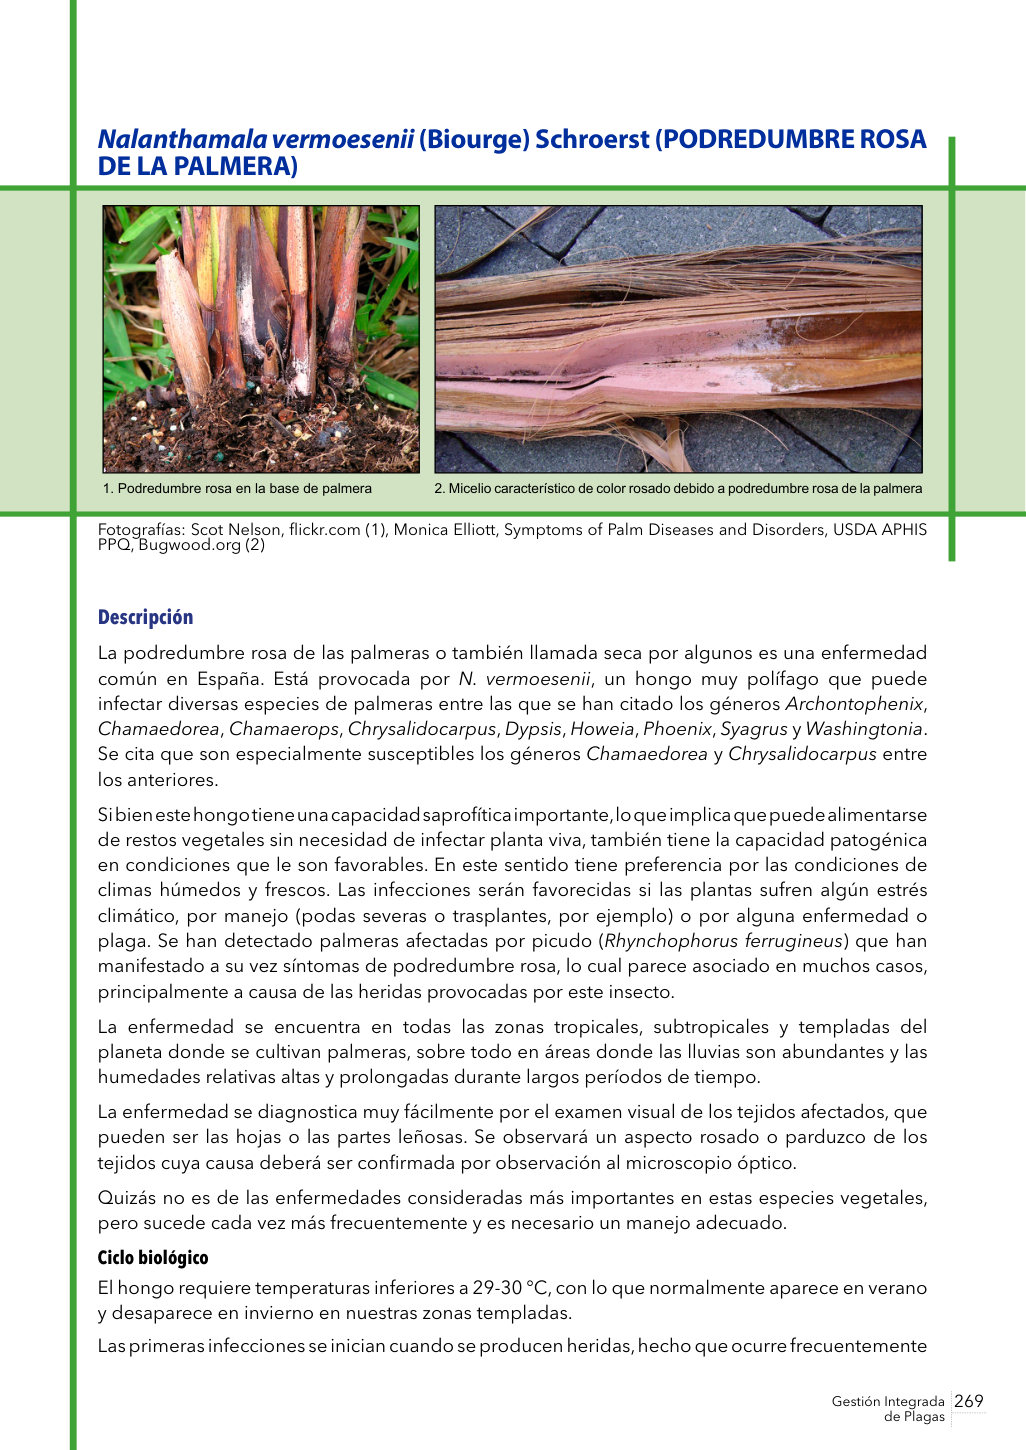 Nalanthamala vermoesenii (Biourge) Schroerst (PODREDUMBRE ROSA
DE LA PALMERA)
1. Podredumbre rosa en la base de palmera
2. Micelio característico de color rosado debido a podredumbre rosa de la palmera
Fotografías: Scot Nelson, flickr.com (1), Monica Elliott, Symptoms of Palm Diseases and Disorders, USDA APHIS
PPQ, Bugwood.org (2)
Descripción
La podredumbre rosa de las palmeras o también llamada seca por algunos es una enfermedad
común en España. Está provocada por N. vermoesenii, un hongo muy polífago que puede
infectar diversas especies de palmeras entre las que se han citado los géneros Archontophenix,
Chamaedorea, Chamaerops, Chrysalidocarpus, Dypsis, Howeia, Phoenix, Syagrus y Washingtonia.
Se cita que son especialmente susceptibles los géneros Chamaedorea y Chrysalidocarpus entre
los anteriores.
Si bien este hongo tiene una capacidad saprofítica importante, lo que implica que puede alimentarse
de restos vegetales sin necesidad de infectar planta viva, también tiene la capacidad patogénica
en condiciones que le son favorables. En este sentido tiene preferencia por las condiciones de
climas húmedos y frescos. Las infecciones serán favorecidas si las plantas sufren algún estrés
climático, por manejo (podas severas o trasplantes, por ejemplo) o por alguna enfermedad o
plaga. Se han detectado palmeras afectadas por picudo (Rhynchophorus ferrugineus) que han
manifestado a su vez síntomas de podredumbre rosa, lo cual parece asociado en muchos casos,
principalmente a causa de las heridas provocadas por este insecto.
La enfermedad se encuentra en todas las zonas tropicales, subtropicales y templadas del
planeta donde se cultivan palmeras, sobre todo en áreas donde las lluvias son abundantes y las
humedades relativas altas y prolongadas durante largos períodos de tiempo.
La enfermedad se diagnostica muy fácilmente por el examen visual de los tejidos afectados, que
pueden ser las hojas o las partes leñosas. Se observará un aspecto rosado o parduzco de los
tejidos cuya causa deberá ser confirmada por observación al microscopio óptico.
Quizás no es de las enfermedades consideradas más importantes en estas especies vegetales,
pero sucede cada vez más frecuentemente y es necesario un manejo adecuado.
Ciclo biológico
El hongo requiere temperaturas inferiores a 29-30 ºC, con lo que normalmente aparece en verano
y desaparece en invierno en nuestras zonas templadas.
Las primeras infecciones se inician cuando se producen heridas, hecho que ocurre frecuentemente
Gestión Integrada
de Plagas
269